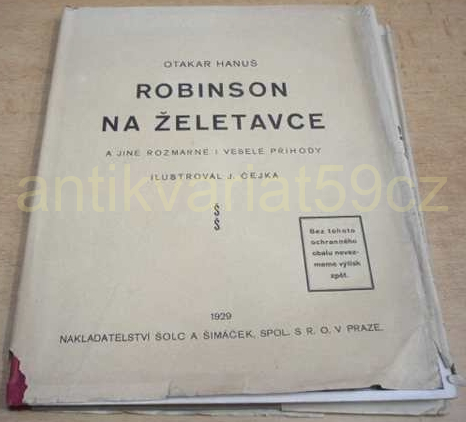 OTAKAR HANUŠ
ROBINSON
NA ŽELETAVCE
A JINÉ ROZMARNÉ I VESELÉ PŘÍHODY
ILUSTROVAL J. ČEJKA
antikvariat59cz
§
§
Bez tohoto
ochranného
obalu nevez-
meme výtisk
zpět.
1929
NAKLADATELSTVÍ ŠOLC A ŠIMÁČEK, SPOL. S R. O. V PRAZE.